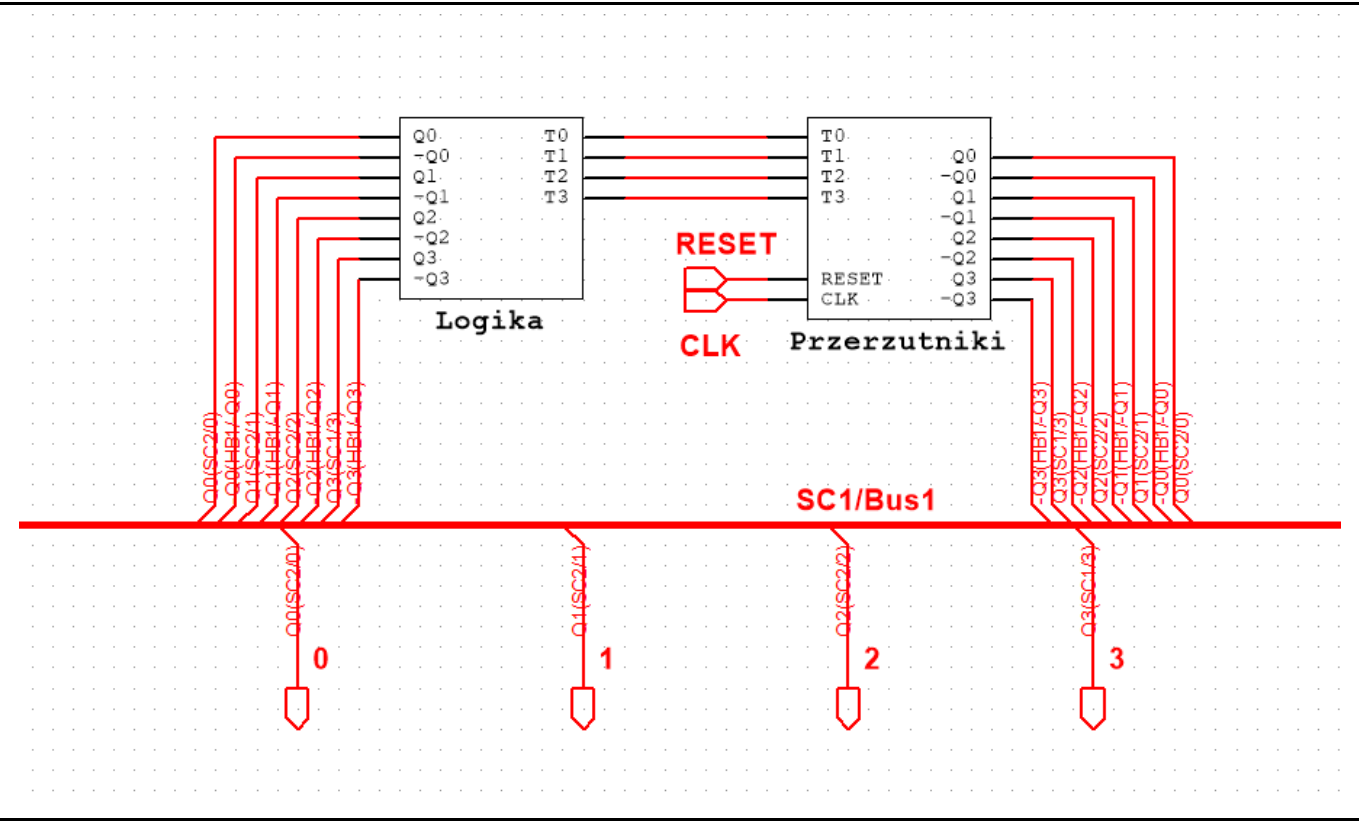 Q0 T0
-Q0 T1
Q1 T2
-Q1 T3
Q2
-Q2
Q3
-Q3
Logika
T0
T1 Q0
T2 -Q0
T3 Q1
-Q1
Q2
-Q2
RESET Q3
CLK -Q3
Przerzutniki
RESET
CLK
Q0(SC2/0)
-Q0(HB1/-Q0)
Q1(SC2/1)
-Q1(HB1/-Q1)
Q2(SC2/2)
-Q2(HB1/-Q2)
Q3(SC1/3)
-Q3(HB1/-Q3)
-Q3(HB1/-Q3)
Q3(SC1/3)
-Q2(HB1/-Q2)
Q2(SC2/2)
-Q1(HB1/-Q1)
Q1(SC2/1)
-Q0(HB1/-Q0)
Q0(SC2/0)
SC1/Bus1
Q0(SC2/0)
Q1(SC2/1)
Q2(SC2/2)
Q3(SC1/3)
0
1
2
3